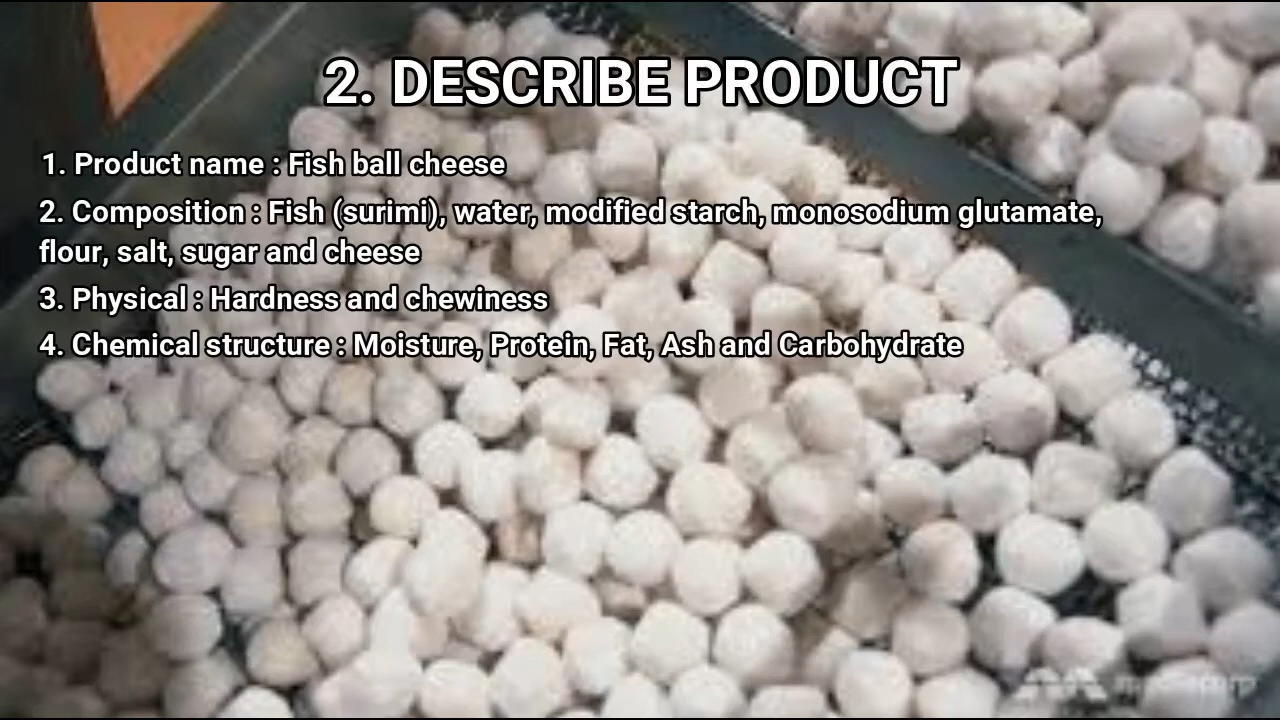 2. DESCRIBE PRODUCT
1. Product name : Fish ball cheese
2. Composition : Fish (surimi), water, modified starch, monosodium glutamate,
flour, salt, sugar and cheese
3. Physical : Hardness and chewiness
4. Chemical structure : Moisture, Protein, Fat, Ash and Carbohydrate